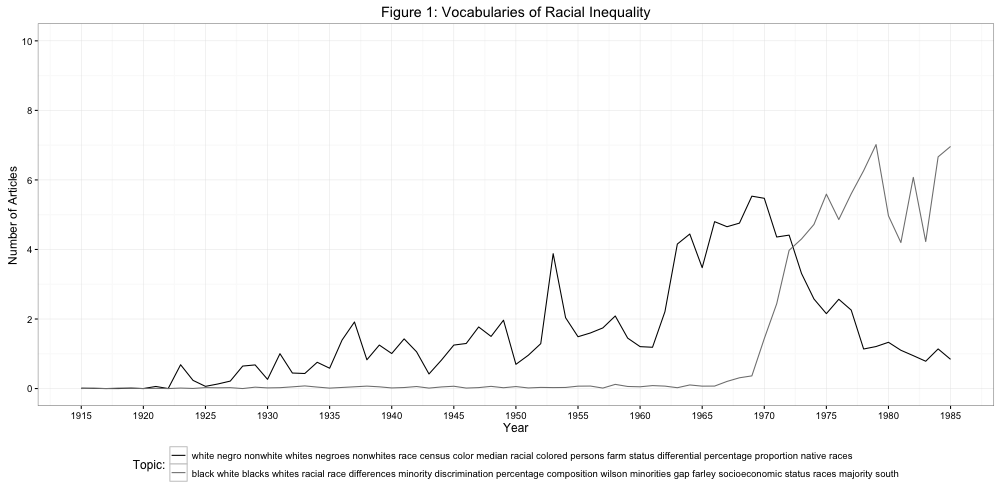 Figure 1: Vocabularies of Racial Inequality
Number of Articles
10
8
6
4
2
0
1915 1920 1925 1930 1935 1940 1945 1950 1955 1960 1965 1970 1975 1980 1985
Year
Topic:
white negro nonwhite whites negroes nonwhites race census color median racial colored persons farm status differential percentage proportion native races
black white blacks whites racial race differences minority discrimination percentage composition wilson minorities gap farley socioeconomic status races majority south